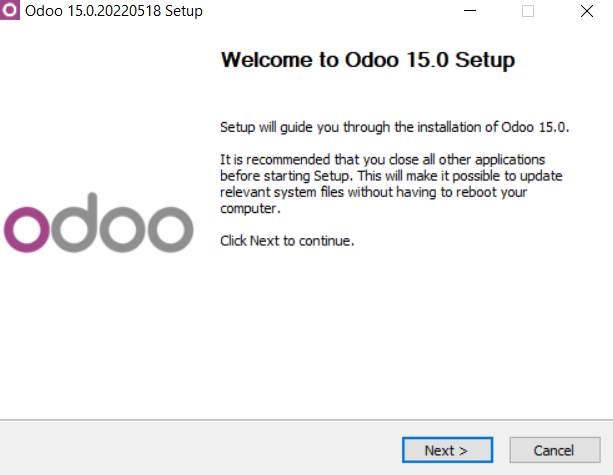 Odoo 15.0.20220518 Setup
Welcome to Odoo 15.0 Setup
Setup will guide you through the installation of Odoo 15.0.
It is recommended that you close all other applications
before starting Setup. This will make it possible to update
relevant system files without having to reboot your
computer.
Click Next to continue.
odoo
Next >
Cancel